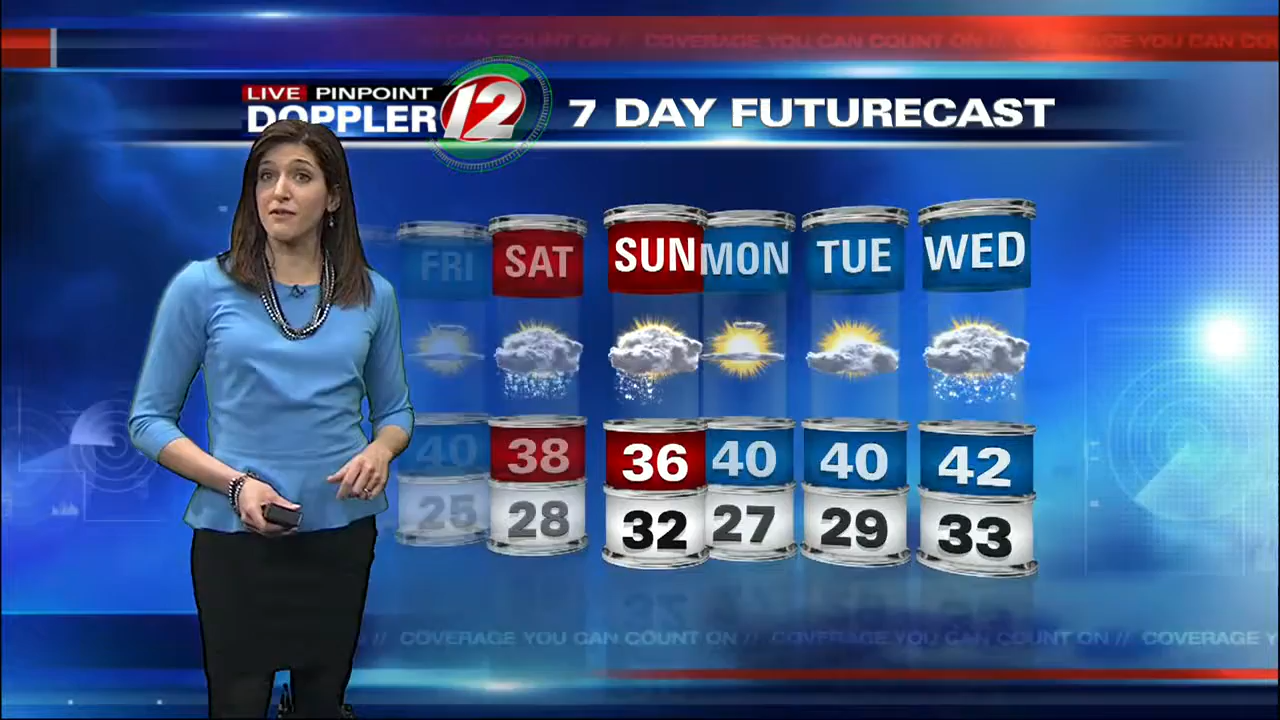 COVERAGE YOU CAN COUNT ON // COVERAGE YOU CAN COUNT ON // COVERAGE YOU CAN CO
LIVE PINPOINT
DOPPLER 12 7 DAY FUTURECAST
FRI SAT SUN MON TUE WED
40 38 36 40 40 42
25 28 32 27 29 33
// COVERAGE YOU CAN COUNT ON // COVERAGE YOU CAN COUNT ON // COVERAGE Y